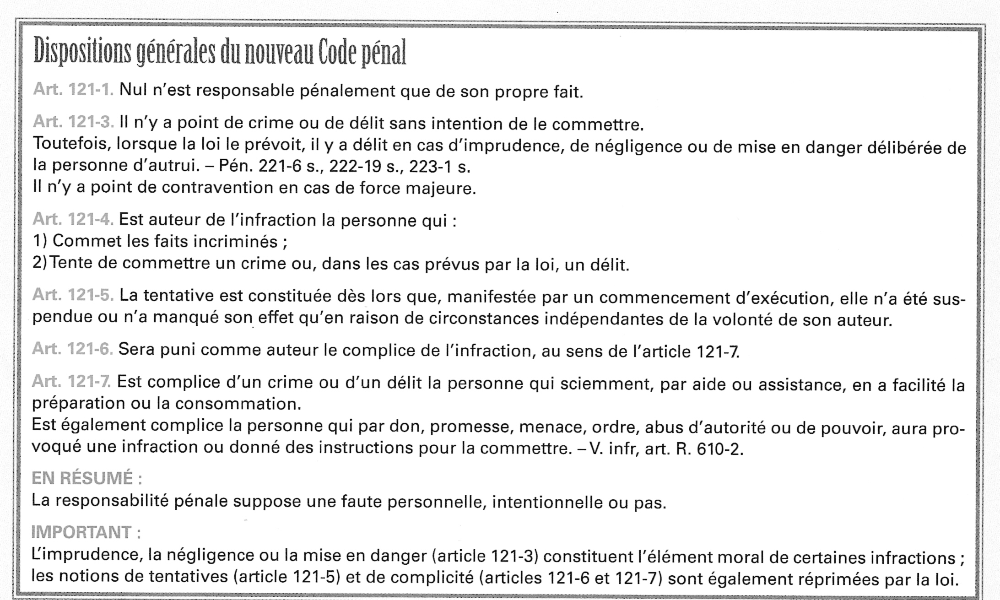 Dispositions générales du nouveau Code pénal
Art. 121-1. Nul n'est responsable pénalement que de son propre fait.
Art. 121-3. Il n'y a point de crime ou de délit sans intention de le commettre.
Toutefois, lorsque la loi le prévoit, il y a délit en cas d'imprudence, de négligence ou de mise en danger délibérée de
la personne d'autrui. – Pén. 221-6 s., 222-19 s., 223-1 s.
Il n'y a point de contravention en cas de force majeure.
Art. 121-4. Est auteur de l'infraction la personne qui :
1) Commet les faits incriminés ;
2) Tente de commettre un crime ou, dans les cas prévus par la loi, un délit.
Art. 121-5. La tentative est constituée dès lors que, manifestée par un commencement d'exécution, elle n'a été sus-
pendue ou n'a manqué son effet qu'en raison de circonstances indépendantes de la volonté de son auteur.
Art. 121-6. Sera puni comme auteur le complice de l'infraction, au sens de l'article 121-7.
Art. 121-7. Est complice d'un crime ou d'un délit la personne qui sciemment, par aide ou assistance, en a facilité la
préparation ou la consommation.
Est également complice la personne qui par don, promesse, menace, ordre, abus d'autorité ou de pouvoir, aura pro-
voqué une infraction ou donné des instructions pour la commettre. – V. infr, art. R. 610-2.
EN RÉSUMÉ :
La responsabilité pénale suppose une faute personnelle, intentionnelle ou pas.
IMPORTANT :
L'imprudence, la négligence ou la mise en danger (article 121-3) constituent l'élément moral de certaines infractions ;
les notions de tentatives (article 121-5) et de complicité (articles 121-6 et 121-7) sont également réprimées par la loi.